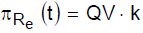 π_{R_e} (t) = QV · k